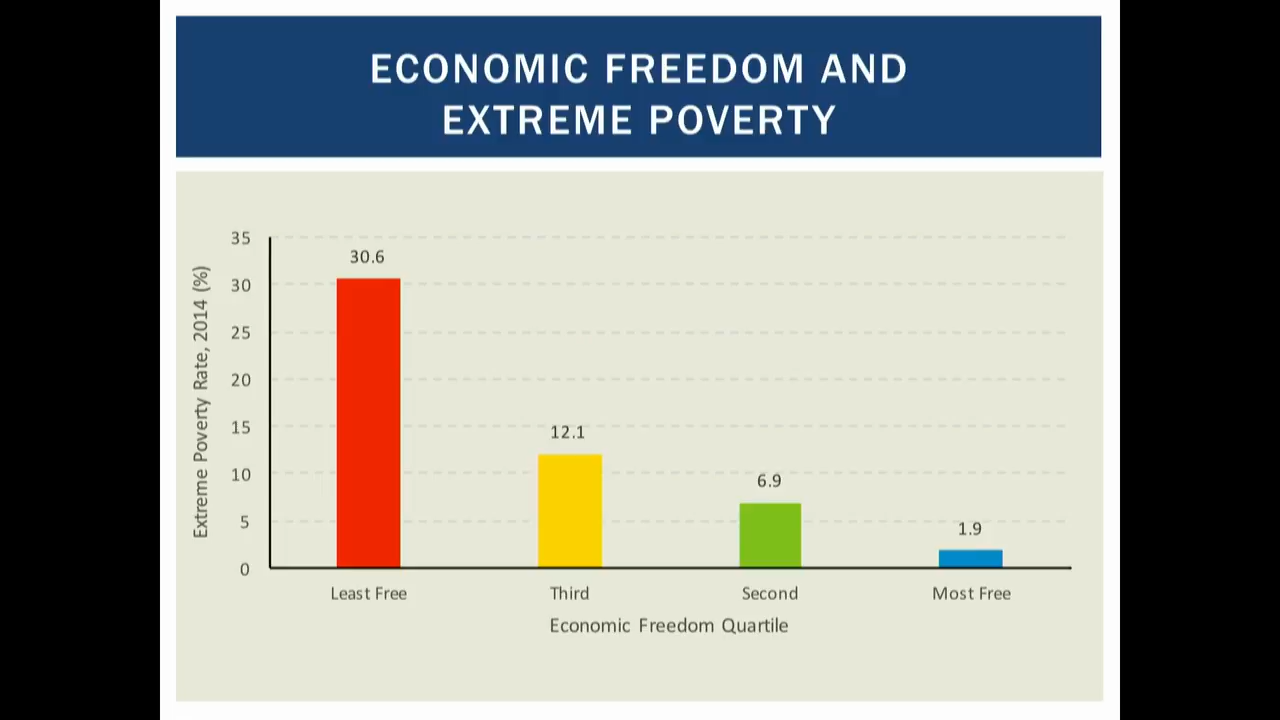 ECONOMIC FREEDOM AND
EXTREME POVERTY
Extreme Poverty Rate, 2014 (%)
35
30
25
20
15
10
5
0
30.6
12.1
6.9
1.9
Least Free
Third
Second
Most Free
Economic Freedom Quartile